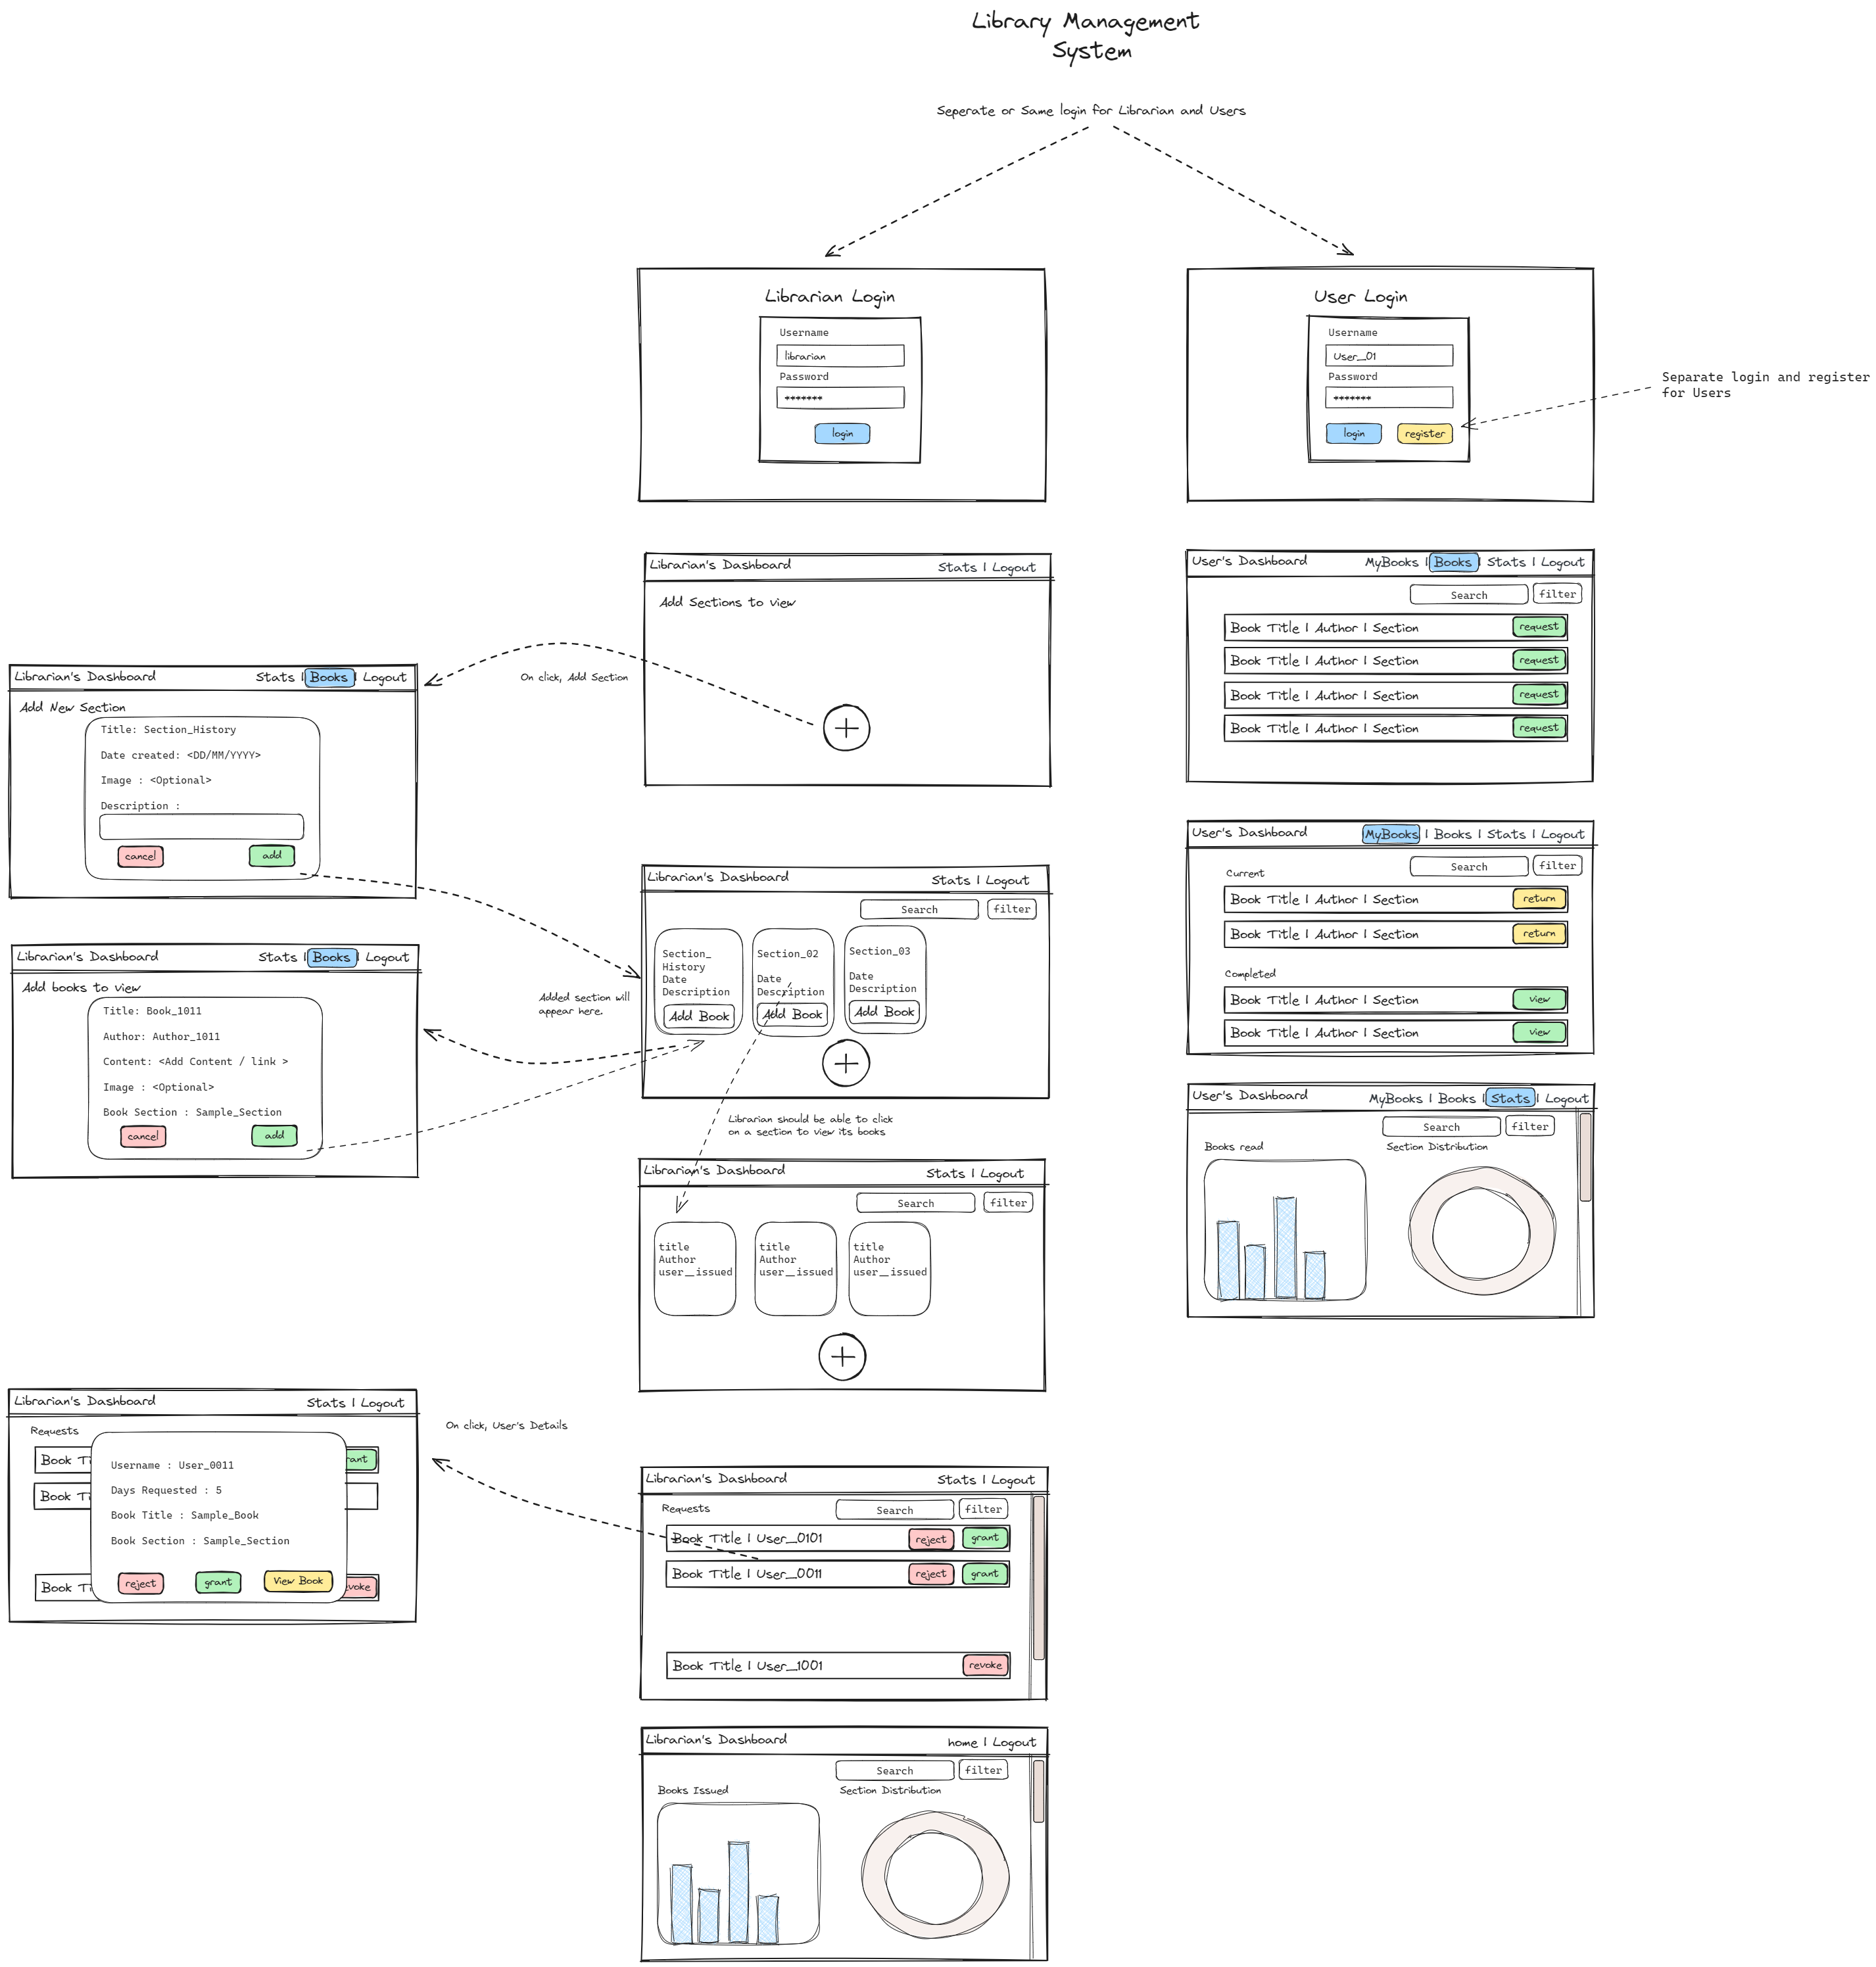 Library Management
System
Seperate or Same login for Librarian and Users
Librarian Login
Username
librarian
Password
*******
login
User Login
Username
User_01
Password
*******
login
register
Separate login and register
for Users
Librarian's Dashboard
Stats | Logout
Add Sections to view
On click, Add Section
Librarian's Dashboard
Stats | Books | Logout
Add New Section
Title: Section_History
Date created: <DD/MM/YYYY>
Image : <Optional>
Description :
cancel
add
Librarian's Dashboard
Stats | Logout
Search
filter
Section_
History
Date
Description
Add Book
Section_02
Date
Description
Add Book
Section_03
Date
Description
Add Book
Added section will
appear here.
Librarian's Dashboard
Stats | Books | Logout
Add books to view
Title: Book_1011
Author: Author_1011
Content: <Add Content / link >
Image : <Optional>
Book Section : Sample_Section
cancel
add
Librarian should be able to click
on a section to view its books
Librarian's Dashboard
Stats | Logout
Search
filter
title
Author
user_issued
title
Author
user_issued
title
Author
user_issued
Librarian's Dashboard
Stats | Logout
Requests
Book Ti
rant
Book Ti
Book Ti
evoke
Username : User_0011
Days Requested : 5
Book Title : Sample_Book
Book Section : Sample_Section
reject
grant
View Book
On click, User's Details
Librarian's Dashboard
Stats | Logout
Requests
Search
filter
Book Title | User_0101
reject
grant
Book Title | User_0011
reject
grant
Book Title | User_1001
revoke
Librarian's Dashboard
home | Logout
Search
filter
Books Issued
Section Distribution
User's Dashboard
MyBooks | Books | Stats | Logout
Search
filter
Book Title | Author | Section
request
Book Title | Author | Section
request
Book Title | Author | Section
request
Book Title | Author | Section
request
User's Dashboard
MyBooks | Books | Stats | Logout
Search
filter
Current
Book Title | Author | Section
return
Book Title | Author | Section
return
Completed
Book Title | Author | Section
view
Book Title | Author | Section
view
User's Dashboard
MyBooks | Books | Stats | Logout
Search
filter
Books read
Section Distribution